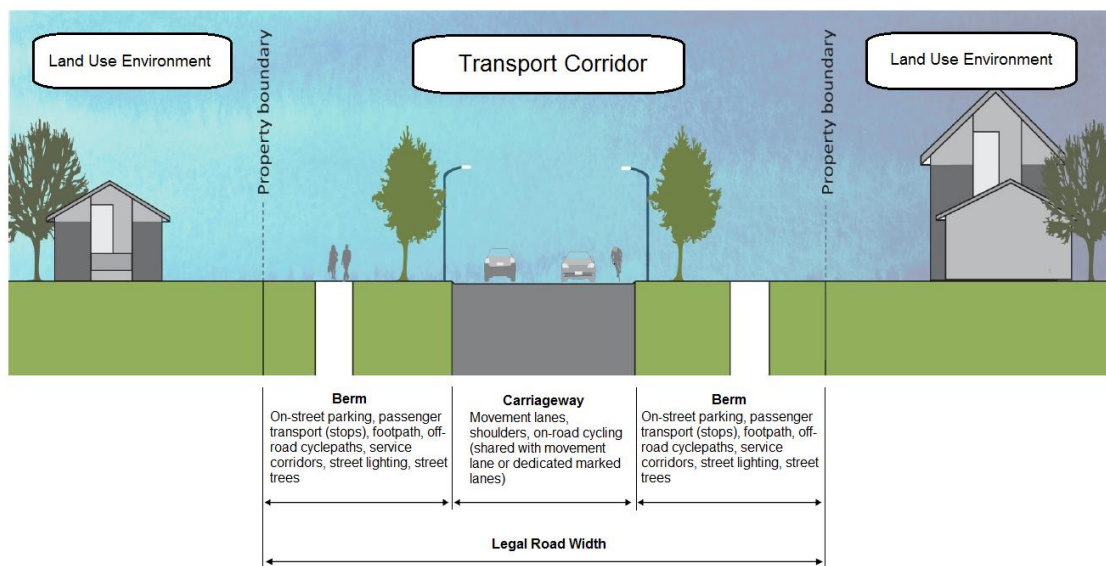 Land Use Environment
Transport Corridor
Land Use Environment
Property boundary
Property boundary
Berm
On-street parking, passenger
transport (stops), footpath, off-
road cyclepaths, service
corridors, street lighting, street
trees
Carriageway
Movement lanes,
shoulders, on-road cycling
(shared with movement
lane or dedicated marked
lanes)
Berm
On-street parking, passenger
transport (stops), footpath, off-
road cyclepaths, service
corridors, street lighting, street
trees
Legal Road Width